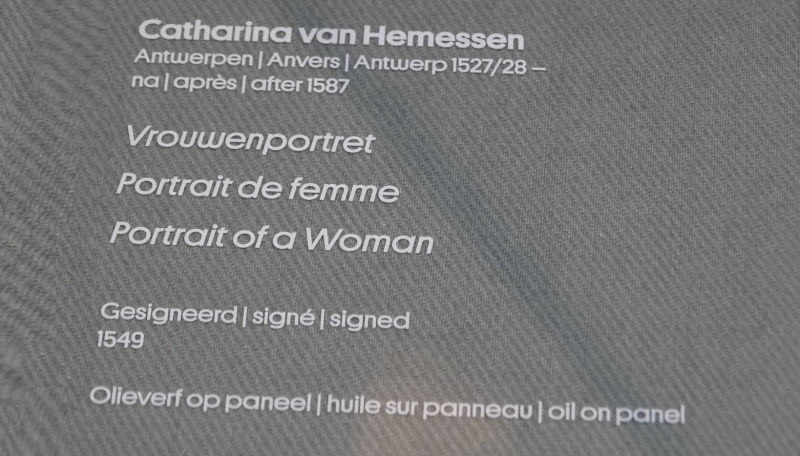 Catharina van Hemessen
Antwerpen | Anvers | Antwerp 1527/28 –
na | après | after 1587
Vrouwenportret
Portrait de femme
Portrait of a Woman
Gesigneerd | signé | signed
1549
Olieverf op paneel | huile sur panneau | oil on panel